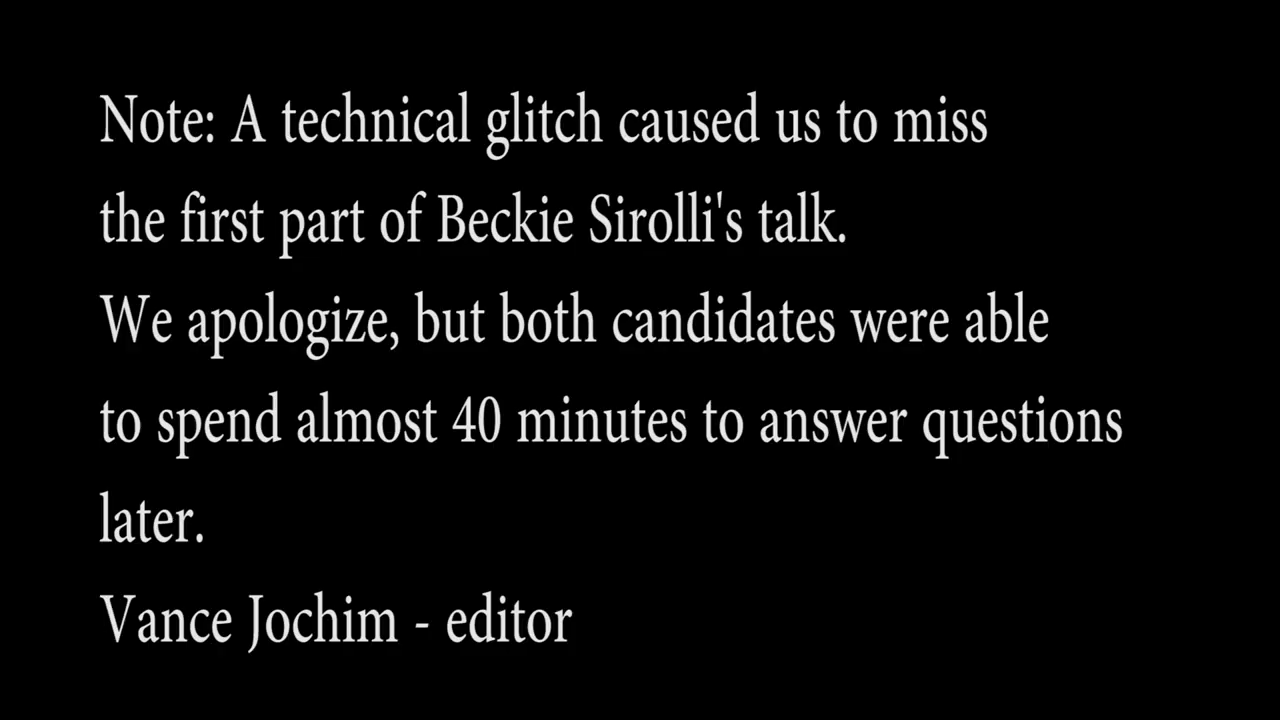 Note: A technical glitch caused us to miss
the first part of Beckie Sirolli's talk.
We apologize, but both candidates were able
to spend almost 40 minutes to answer questions
later.
Vance Jochim - editor